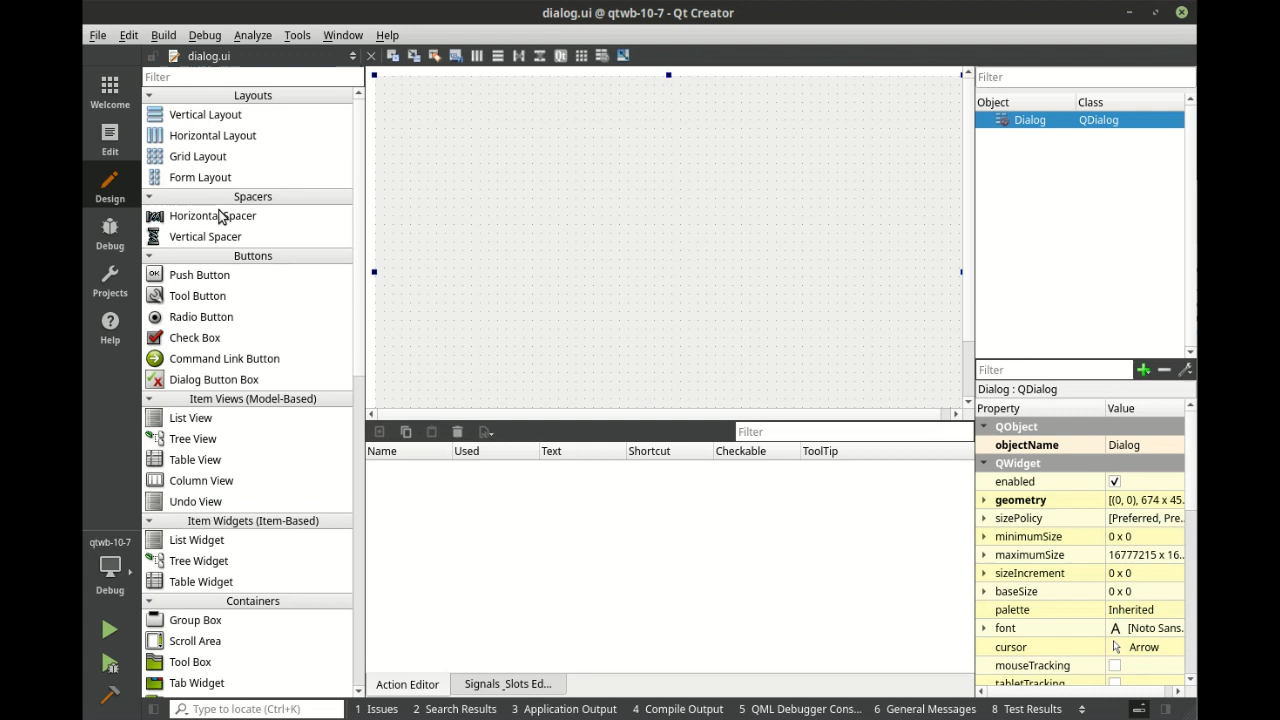 dialog.ui @ qtwb-10-7 - Qt Creator
File Edit Build Debug Analyze Tools Window Help
dialog.ui
Filter
Layouts
Vertical Layout
Horizontal Layout
Grid Layout
Form Layout
Spacers
Horizontal Spacer
Vertical Spacer
Buttons
Push Button
Tool Button
Radio Button
Check Box
Command Link Button
Dialog Button Box
Item Views (Model-Based)
List View
Tree View
Table View
Column View
Undo View
Item Widgets (Item-Based)
List Widget
Tree Widget
Table Widget
Containers
Group Box
Scroll Area
Tool Box
Tab Widget
Welcome
Edit
Design
Debug
Projects
Help
qtwb-10-7
Debug
Filter
Name Used Text Shortcut Checkable ToolTip
Action Editor Signals _Slots Ed...
Filter
Object Class
Dialog QDialog
Filter
Dialog : QDialog
Property Value
QObject
objectName Dialog
QWidget
enabled
geometry [(0, 0), 674 x 45..
sizePolicy [Preferred, Pre..
minimumSize 0 x 0
maximumSize 16777215 x 16..
sizeIncrement 0 x 0
baseSize 0 x 0
palette Inherited
font A [Noto Sans..
cursor Arrow
mouseTracking
tabletTracking
Type to locate (Ctrl+K) 1 Issues 2 Search Results 3 Application Output 4 Compile Output 5 QML Debugger Cons... 6 General Messages 8 Test Results